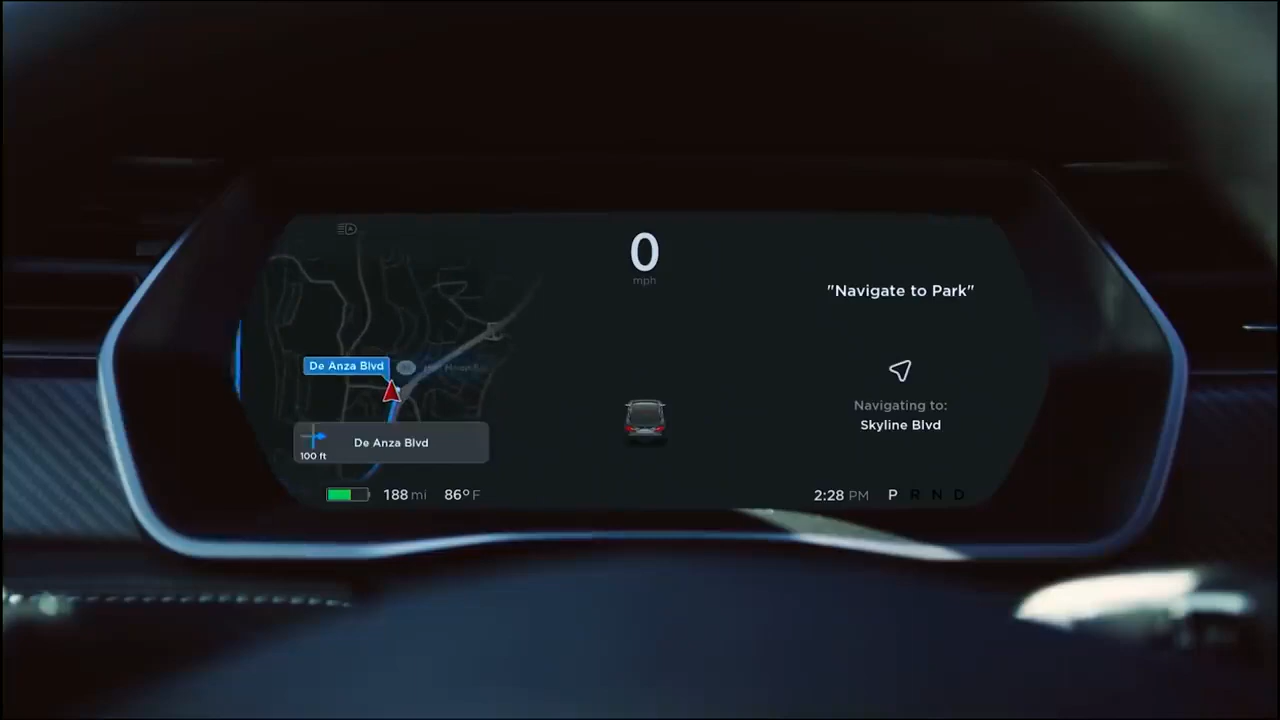 0
mph
"Navigate to Park"
De Anza Blvd
Navigating to:
Skyline Blvd
De Anza Blvd
100 ft
188 mi 86° F
2:28 PM P R N D